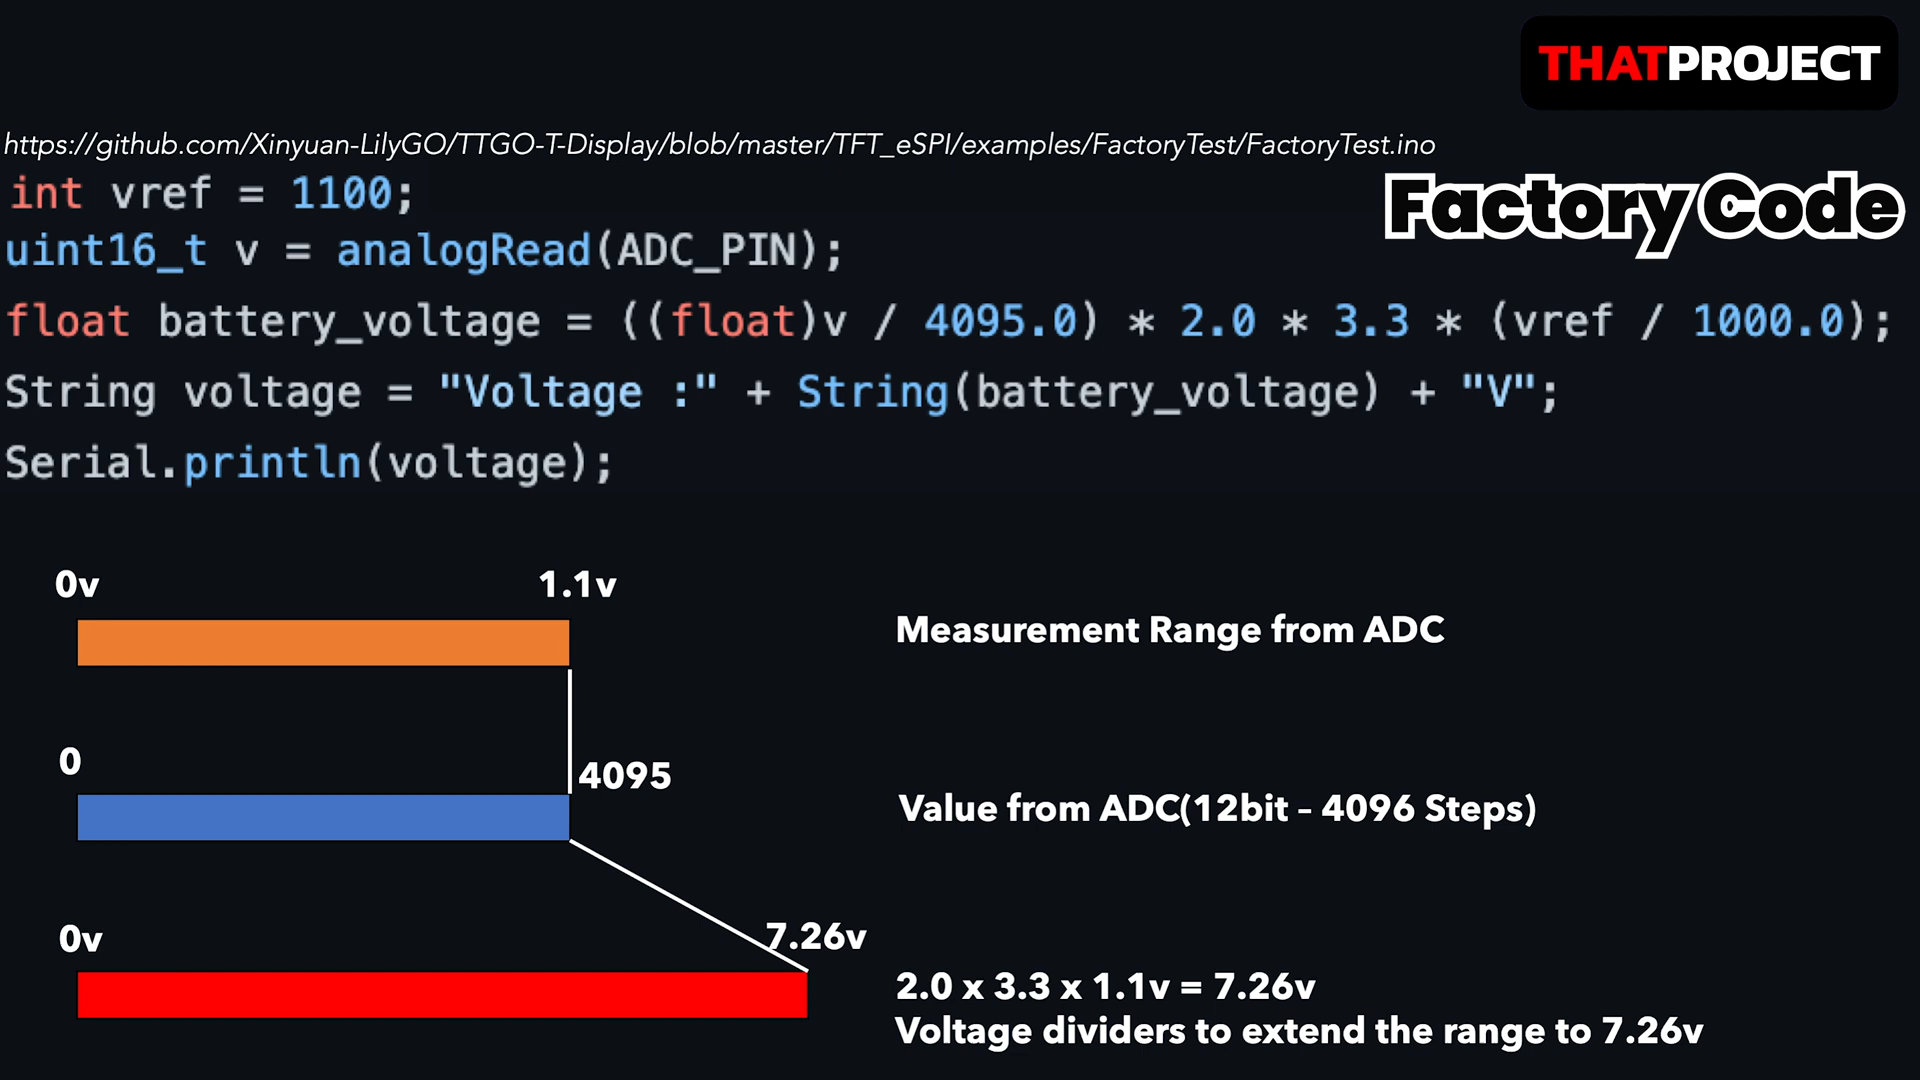 THATPROJECT
https://github.com/Xinyuan-LilyGO/TTGO-T-Display/blob/master/TFT_eSPI/examples/FactoryTest/FactoryTest.ino
Factory Code
int vref = 1100;
uint16_t v = analogRead(ADC_PIN);
float battery_voltage = ((float)v / 4095.0) * 2.0 * 3.3 * (vref / 1000.0);
String voltage = "Voltage :" + String(battery_voltage) + "V";
Serial.println(voltage);
0v 1.1v
Measurement Range from ADC
0 4095
Value from ADC(12bit – 4096 Steps)
0v 7.26v
2.0 x 3.3 x 1.1v = 7.26v
Voltage dividers to extend the range to 7.26v